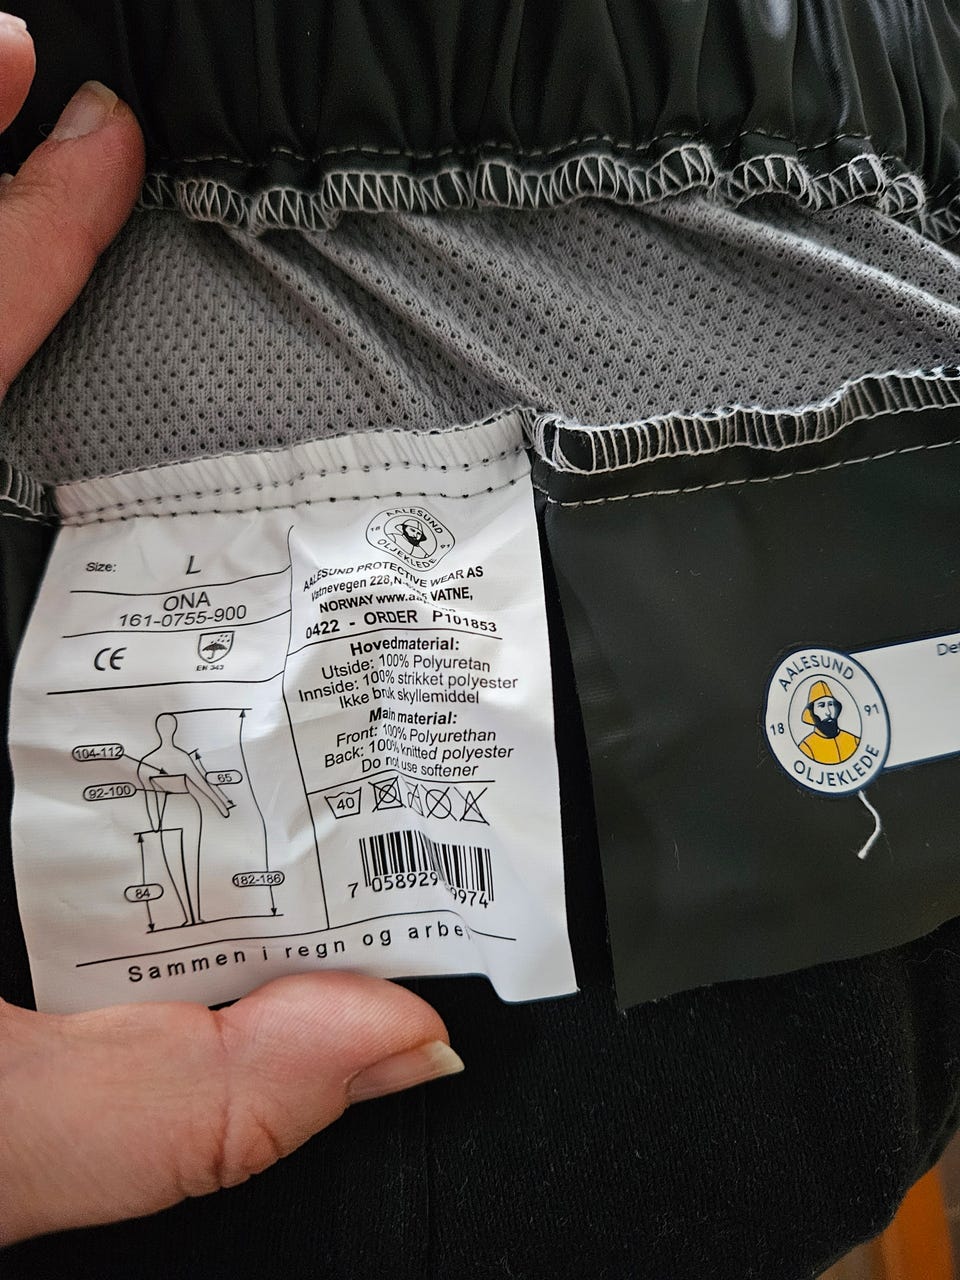 Size: L
ONA
161-0755-900
CE
EN 343
104-112
92-100
65
84
182-186
AALESUND
18 91
OLJEKLEDE
AALESUND PROTECTIVE WEAR AS
Vatnevegen 228,
NORWAY VATNE,
0422 - ORDER P101853
Hovedmaterial:
Utside: 100% Polyuretan
Innside: 100% strikket polyester
Ikke bruk skyllemiddel
Main material:
Front: 100% Polyurethan
Back: 100% knitted polyester
Do not use softener
40
7 058929 9974
Sammen i regn og
AALESUND
18 91
OLJEKLEDE